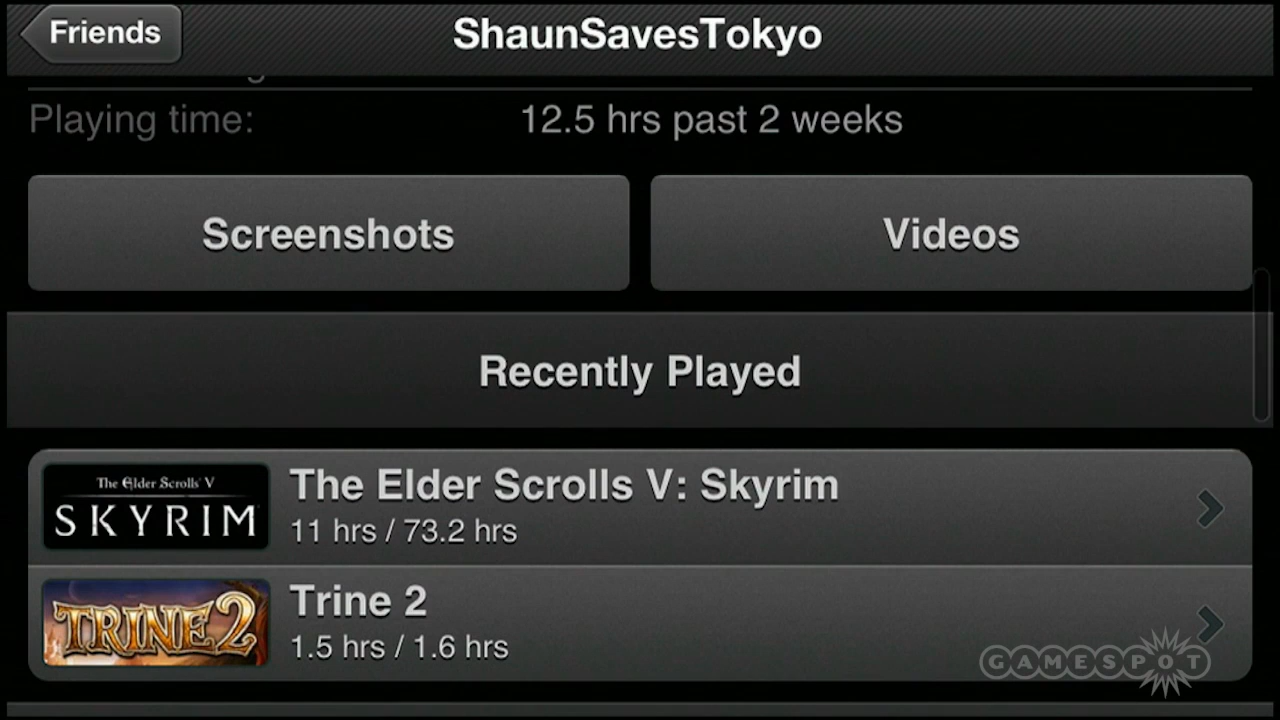 Friends
ShaunSavesTokyo
Playing time:
12.5 hrs past 2 weeks
Screenshots
Videos
Recently Played
The Elder Scrolls V
SKYRIM
The Elder Scrolls V: Skyrim
11 hrs / 73.2 hrs
TRINE 2
Trine 2
1.5 hrs / 1.6 hrs
GAMESPOT